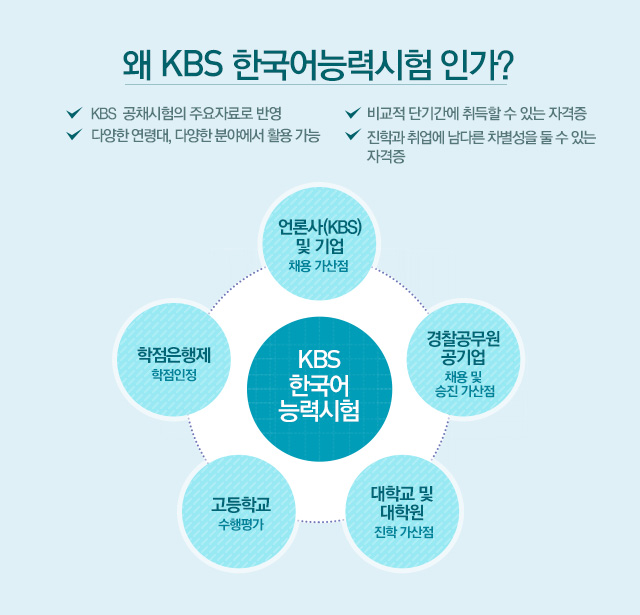 왜 KBS 한국어능력시험 인가?
KBS 공채시험의 주요자료로 반영
다양한 연령대, 다양한 분야에서 활용 가능
비교적 단기간에 취득할 수 있는 자격증
진학과 취업에 남다른 차별성을 둘 수 있는
자격증
언론사(KBS)
및 기업
채용 가산점
학점은행제
학점인정
KBS
한국어
능력시험
경찰공무원
공기업
채용 및
승진 가산점
고등학교
수행평가
대학교 및
대학원
진학 가산점